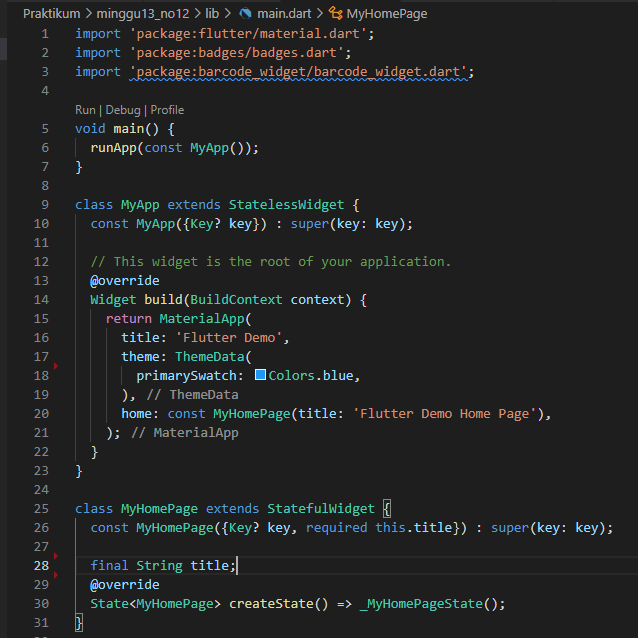 Praktikum > minggu13_no12 > lib > main.dart > MyHomePage
1 import 'package:flutter/material.dart';
2 import 'package:badges/badges.dart';
3 import 'package:barcode_widget/barcode_widget.dart';
4
Run | Debug | Profile
5 void main() {
6   runApp(const MyApp());
7 }
8
9 class MyApp extends StatelessWidget {
10   const MyApp({Key? key}) : super(key: key);
11
12   // This widget is the root of your application.
13   @override
14   Widget build(BuildContext context) {
15     return MaterialApp(
16       title: 'Flutter Demo',
17       theme: ThemeData(
18         primarySwatch: Colors.blue,
19       ), // ThemeData
20       home: const MyHomePage(title: 'Flutter Demo Home Page'),
21     ); // MaterialApp
22   }
23 }
24
25 class MyHomePage extends StatefulWidget {
26   const MyHomePage({Key? key, required this.title}) : super(key: key);
27
28   final String title;
29   @override
30   State<MyHomePage> createState() => _MyHomePageState();
31 }